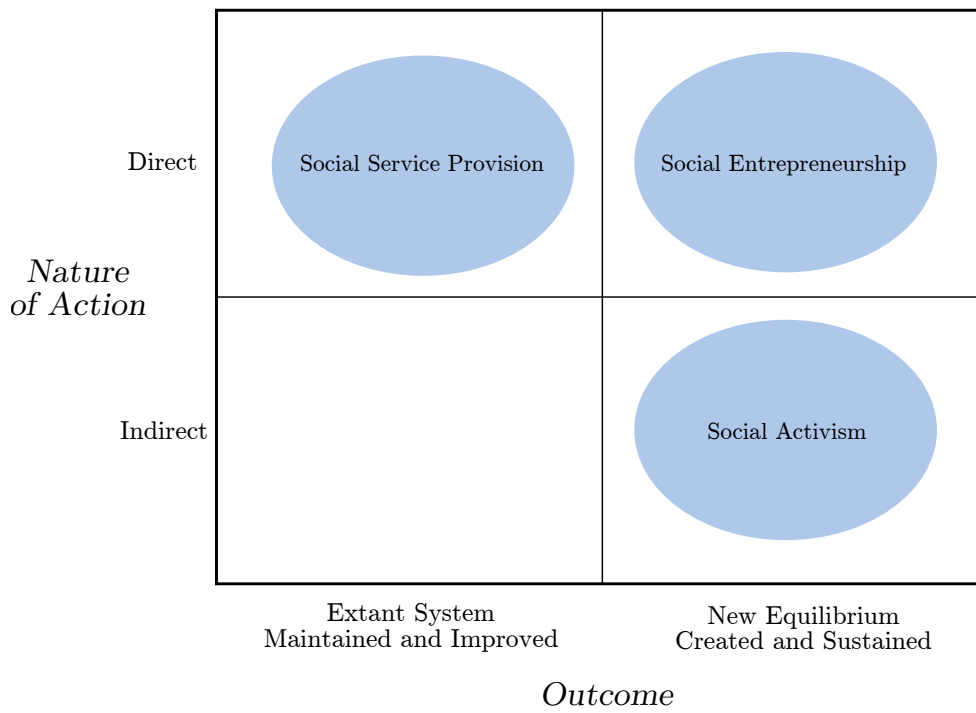 Direct
Social Service Provision
Social Entrepreneurship
Nature
of Action
Indirect
Social Activism
Extant System
Maintained and Improved
New Equilibrium
Created and Sustained
Outcome